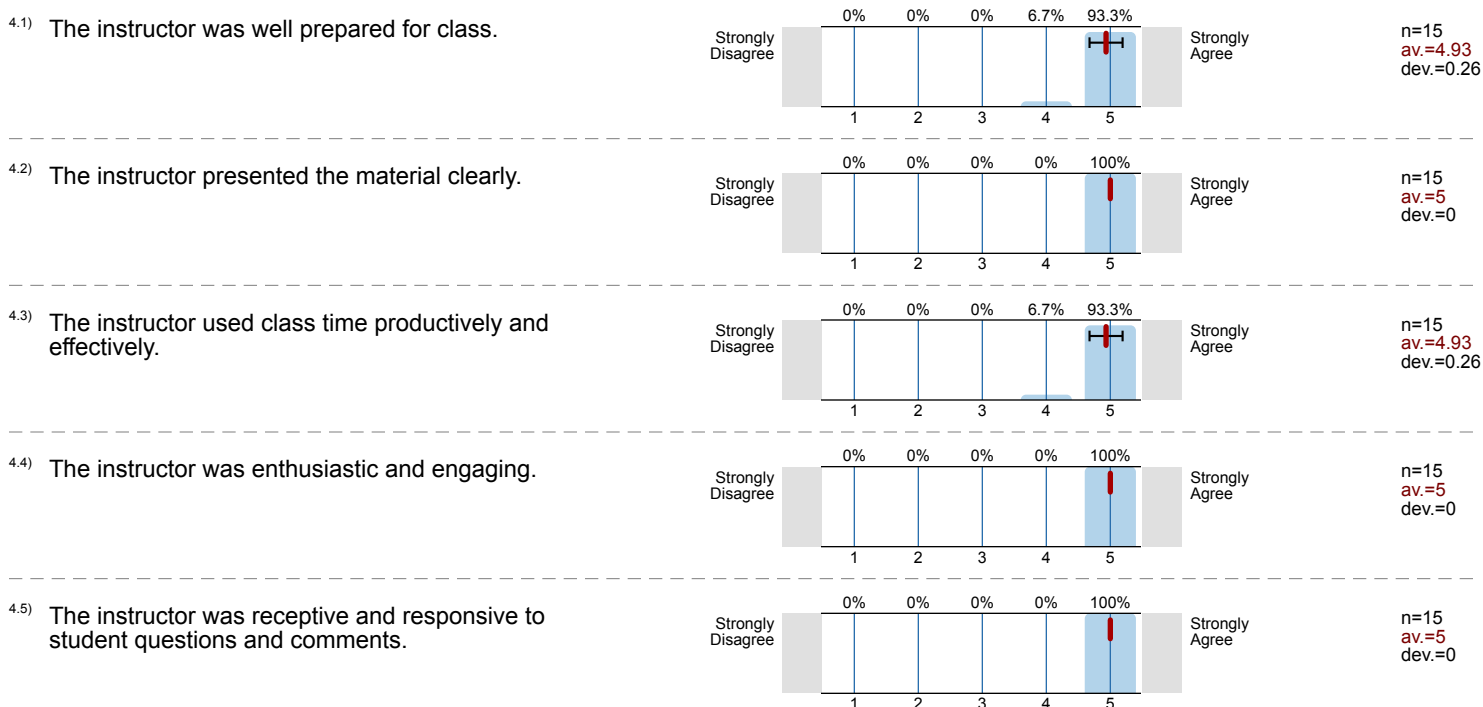 4.1) The instructor was well prepared for class.
0% 0% 0% 6.7% 93.3%
Strongly
Disagree
Strongly
Agree
1 2 3 4 5
n=15
av.=4.93
dev.=0.26
4.2) The instructor presented the material clearly.
0% 0% 0% 0% 100%
Strongly
Disagree
Strongly
Agree
1 2 3 4 5
n=15
av.=5
dev.=0
4.3) The instructor used class time productively and
effectively.
0% 0% 0% 6.7% 93.3%
Strongly
Disagree
Strongly
Agree
1 2 3 4 5
n=15
av.=4.93
dev.=0.26
4.4) The instructor was enthusiastic and engaging.
0% 0% 0% 0% 100%
Strongly
Disagree
Strongly
Agree
1 2 3 4 5
n=15
av.=5
dev.=0
4.5) The instructor was receptive and responsive to
student questions and comments.
0% 0% 0% 0% 100%
Strongly
Disagree
Strongly
Agree
1 2 3 4 5
n=15
av.=5
dev.=0